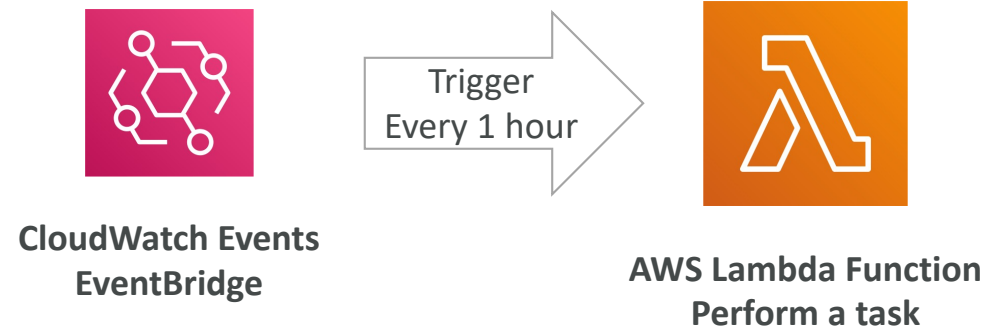 Trigger
Every 1 hour
CloudWatch Events
EventBridge
AWS Lambda Function
Perform a task